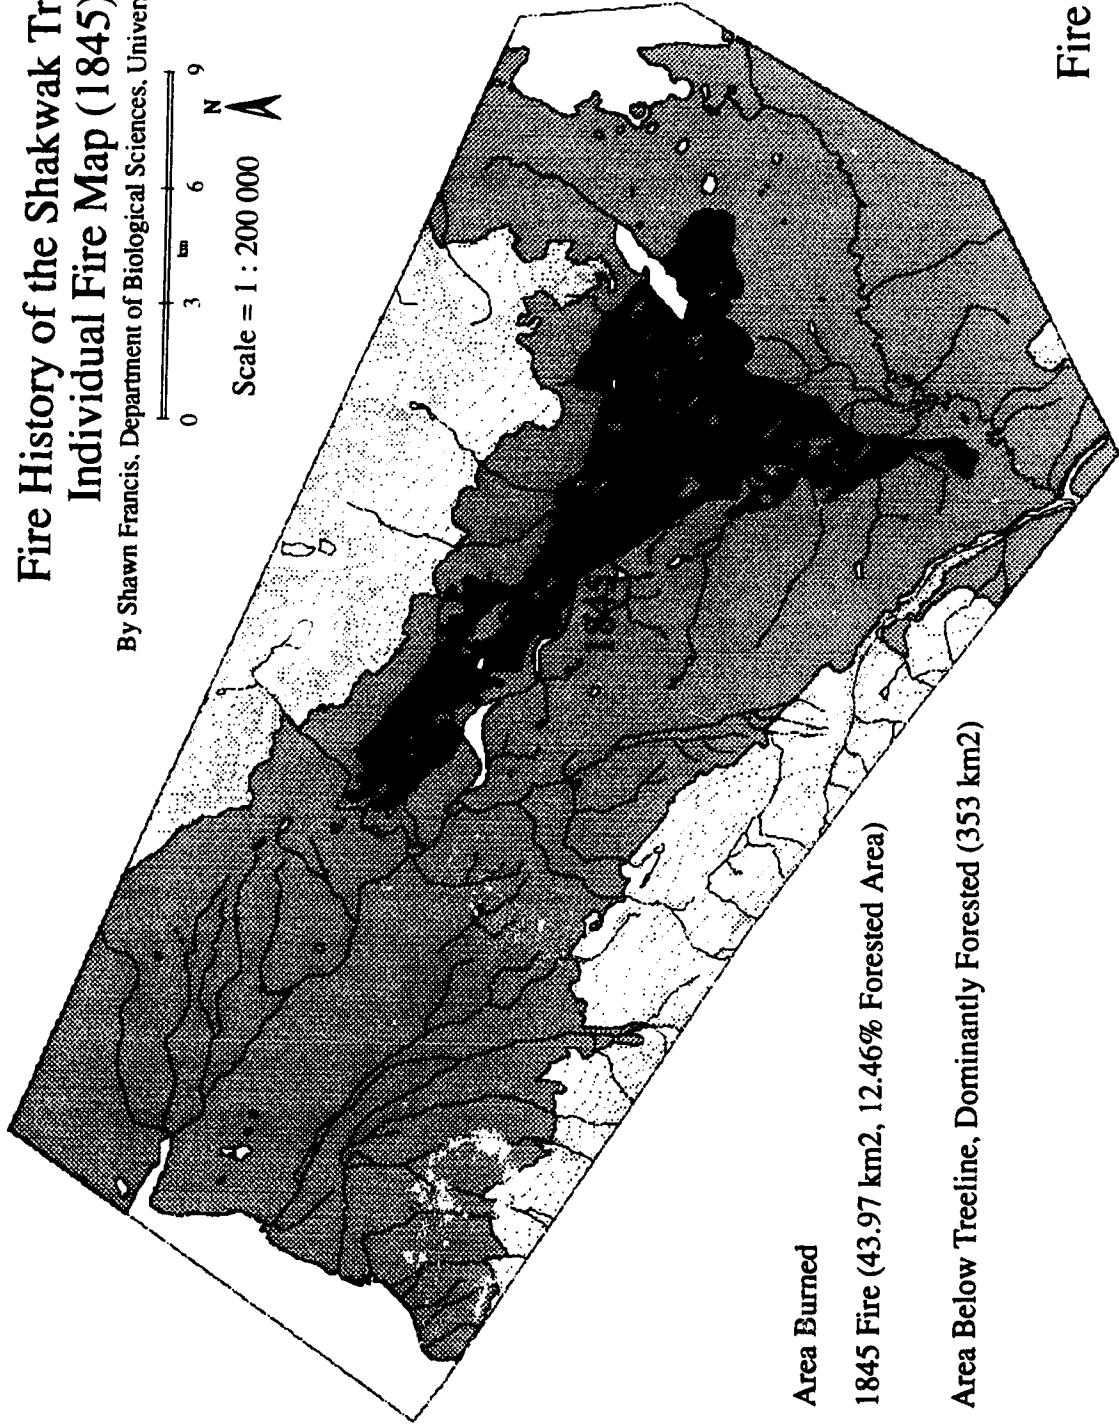 Fire History of the Shakwak Tr
Individual Fire Map (1845)
By Shawn Francis, Department of Biological Sciences, Univer
0 3 6 9
km
N
Scale = 1 : 200 000
1845
Area Burned
1845 Fire (43.97 km2, 12.46% Forested Area)
Area Below Treeline, Dominantly Forested (353 km2)
Fire